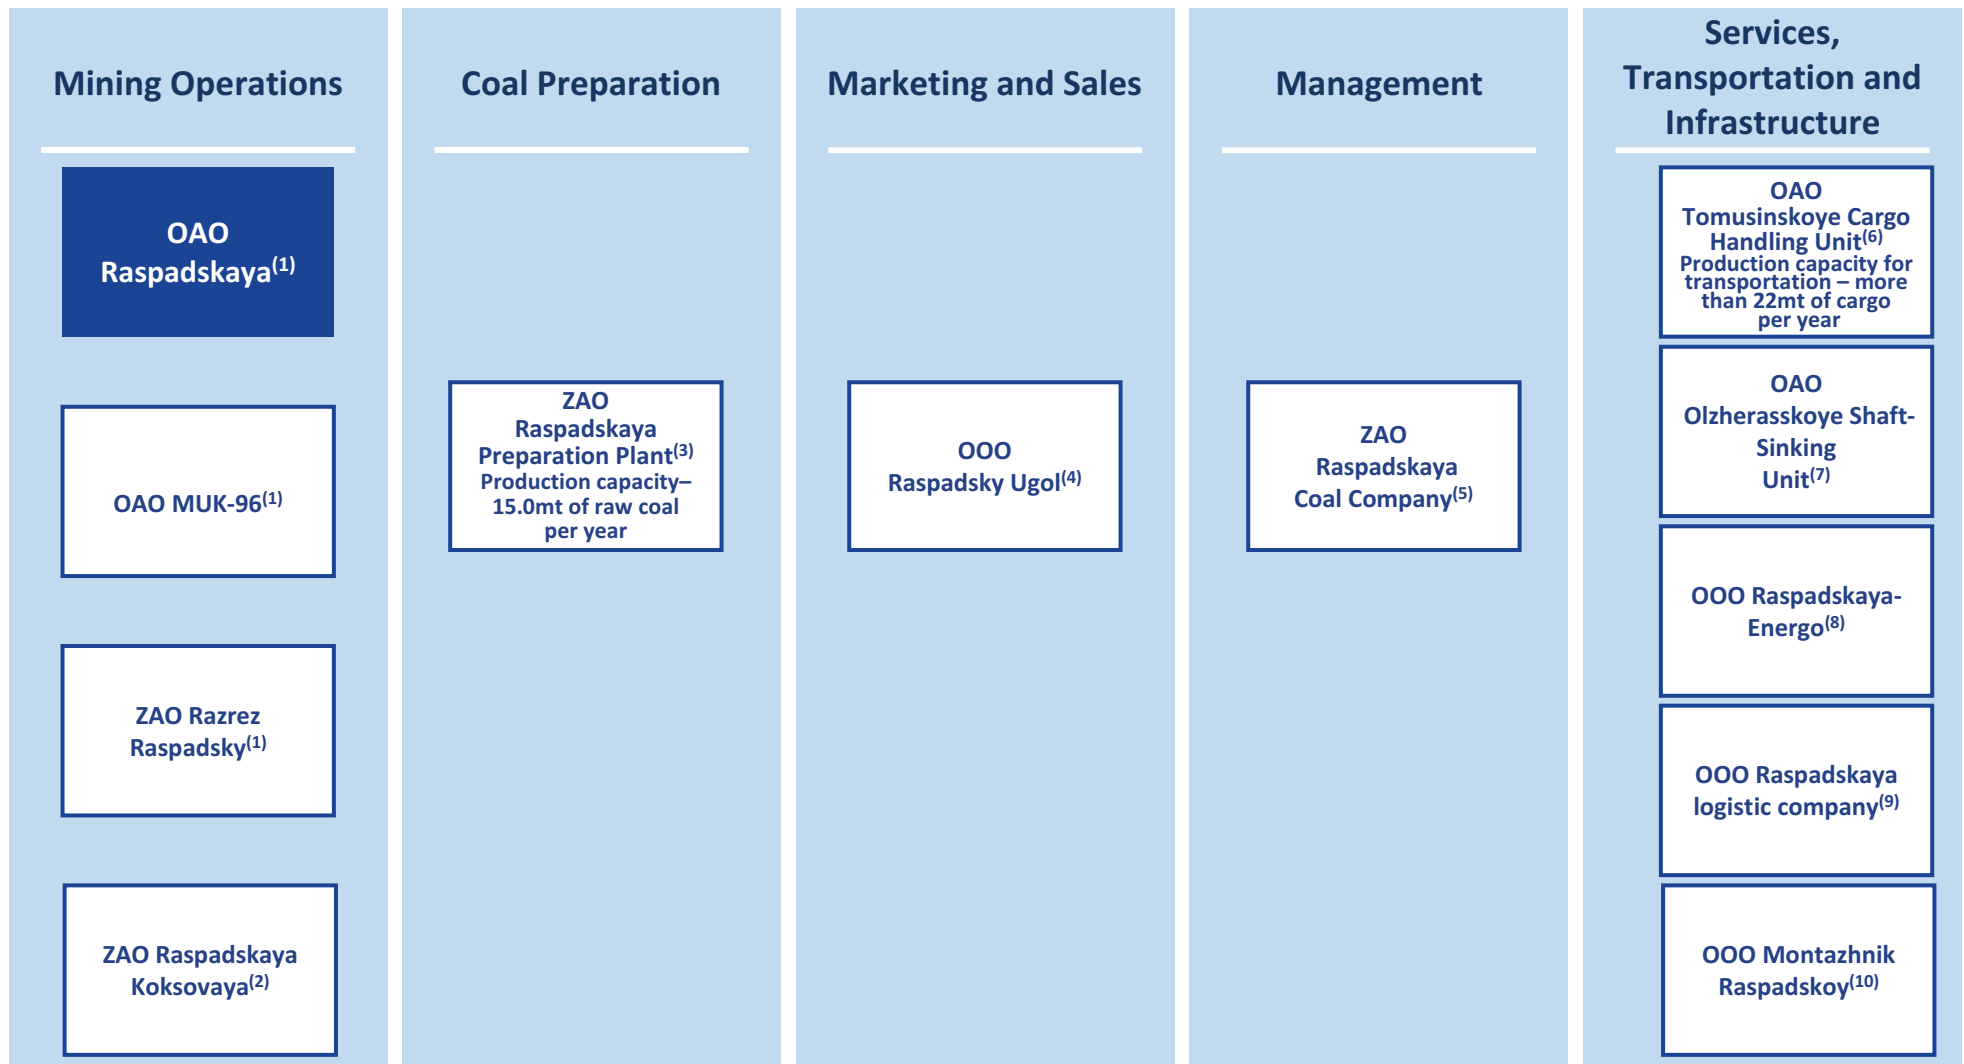 Mining Operations
OAO
Raspadskaya(1)
OAO MUK-96(1)
ZAO Razrez
Raspadsky(1)
ZAO Raspadskaya
Koksovaya(2)
Coal Preparation
ZAO
Raspadskaya
Preparation Plant(3)
Production capacity–
15.0mt of raw coal
per year
Marketing and Sales
OOO
Raspadsky Ugol(4)
Management
ZAO
Raspadskaya
Coal Company(5)
Services,
Transportation and
Infrastructure
OAO
Tomusinskoye Cargo
Handling Unit(6)
Production capacity for
transportation – more
than 22mt of cargo
per year
OAO
Olzherasskoye Shaft-
Sinking
Unit(7)
OOO Raspadskaya-
Energo(8)
OOO Raspadskaya
logistic company(9)
OOO Montazhnik
Raspadskoy(10)